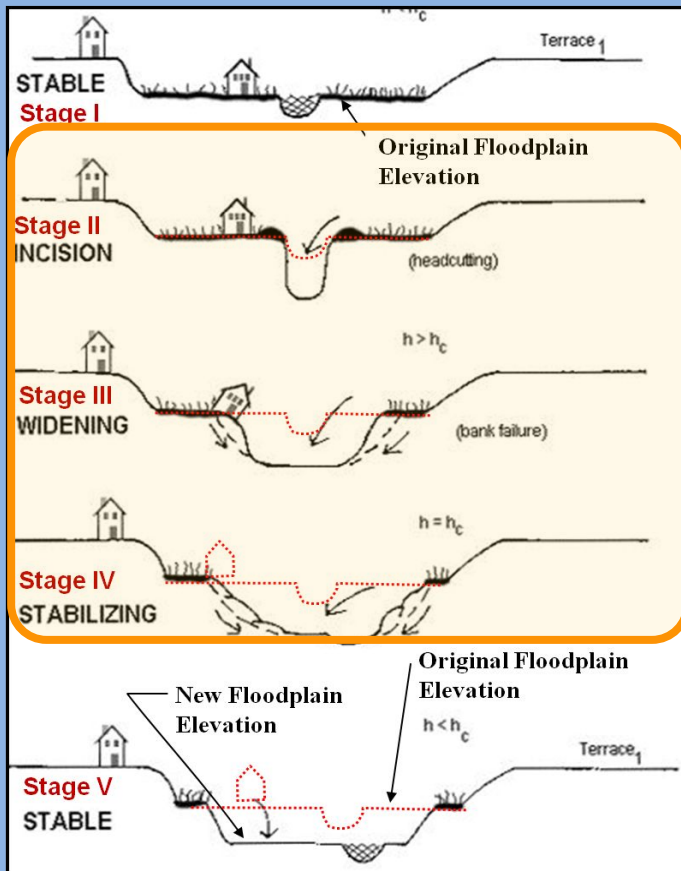 h < hc
Terrace1
STABLE
Stage I
Original Floodplain
Elevation
Stage II
INCISION
(headcutting)
h > hc
Stage III
WIDENING
(bank failure)
h = hc
Stage IV
STABILIZING
Original Floodplain
Elevation
New Floodplain
Elevation
h < hc
Terrace1
Stage V
STABLE